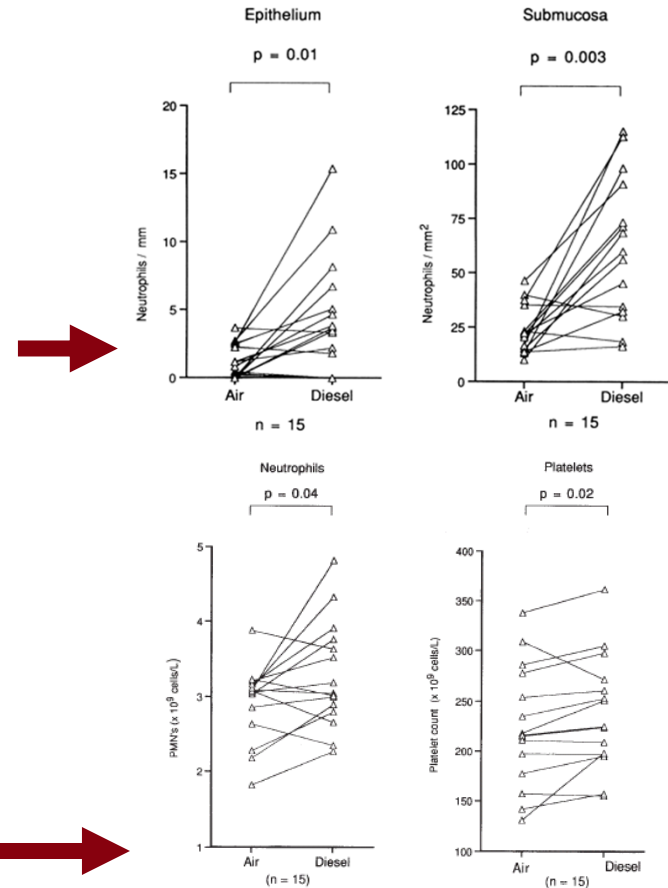 Epithelium
p = 0.01
20
15
10
5
0
Neutrophils / mm
Air
Diesel
n = 15
Submucosa
p = 0.003
125
100
75
50
25
0
Neutrophils / mm²
Air
Diesel
n = 15
Neutrophils
p = 0.04
5
4
3
2
1
PMN's (x 10⁹ cells/L)
Air
Diesel
(n = 15)
Platelets
p = 0.02
400
350
300
250
200
150
100
Platelet count (x 10⁹ cells/L)
Air
Diesel
(n = 15)